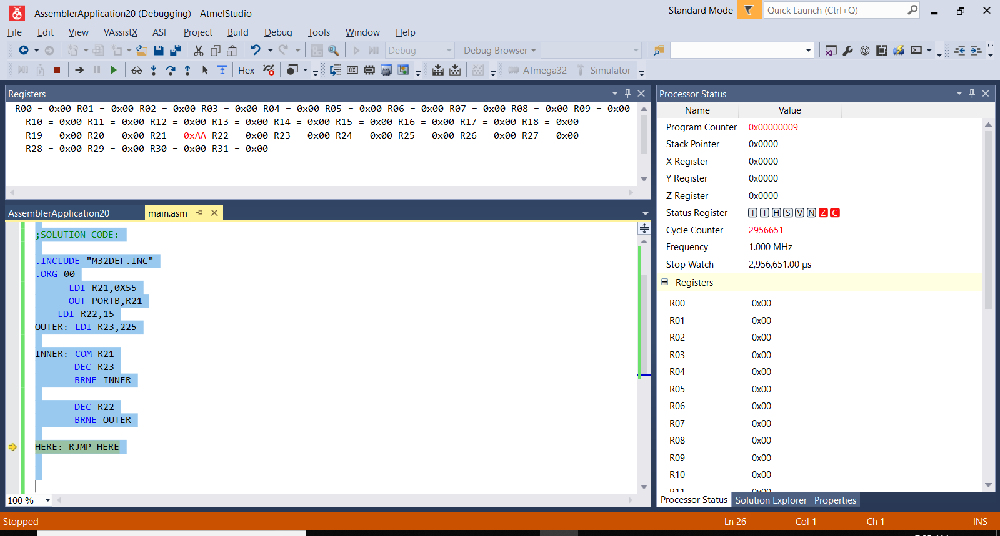 AssemblerApplication20 (Debugging) - AtmelStudio
Standard Mode
Quick Launch (Ctrl+Q)
File Edit View VAssistX ASF Project Build Debug Tools Window Help
Debug
Debug Browser
Hex
ATmega32
Simulator
Registers
R00 = 0x00 R01 = 0x00 R02 = 0x00 R03 = 0x00 R04 = 0x00 R05 = 0x00 R06 = 0x00 R07 = 0x00 R08 = 0x00 R09 = 0x00
R10 = 0x00 R11 = 0x00 R12 = 0x00 R13 = 0x00 R14 = 0x00 R15 = 0x00 R16 = 0x00 R17 = 0x00 R18 = 0x00
R19 = 0x00 R20 = 0x00 R21 = 0xAA R22 = 0x00 R23 = 0x00 R24 = 0x00 R25 = 0x00 R26 = 0x00 R27 = 0x00
R28 = 0x00 R29 = 0x00 R30 = 0x00 R31 = 0x00
AssemblerApplication20
main.asm
;SOLUTION CODE:
.INCLUDE "M32DEF.INC"
.ORG 00
LDI R21,0X55
OUT PORTB,R21
LDI R22,15
OUTER: LDI R23,225
INNER: COM R21
DEC R23
BRNE INNER
DEC R22
BRNE OUTER
HERE: RJMP HERE
100 %
Processor Status
Name Value
Program Counter 0x00000009
Stack Pointer 0x0000
X Register 0x0000
Y Register 0x0000
Z Register 0x0000
Status Register I T H S V N Z C
Cycle Counter 2956651
Frequency 1.000 MHz
Stop Watch 2,956,651.00 µs
Registers
R00 0x00
R01 0x00
R02 0x00
R03 0x00
R04 0x00
R05 0x00
R06 0x00
R07 0x00
R08 0x00
R09 0x00
R10 0x00
R11 0x00
Processor Status Solution Explorer Properties
Stopped
Ln 26 Col 1 Ch 1 INS